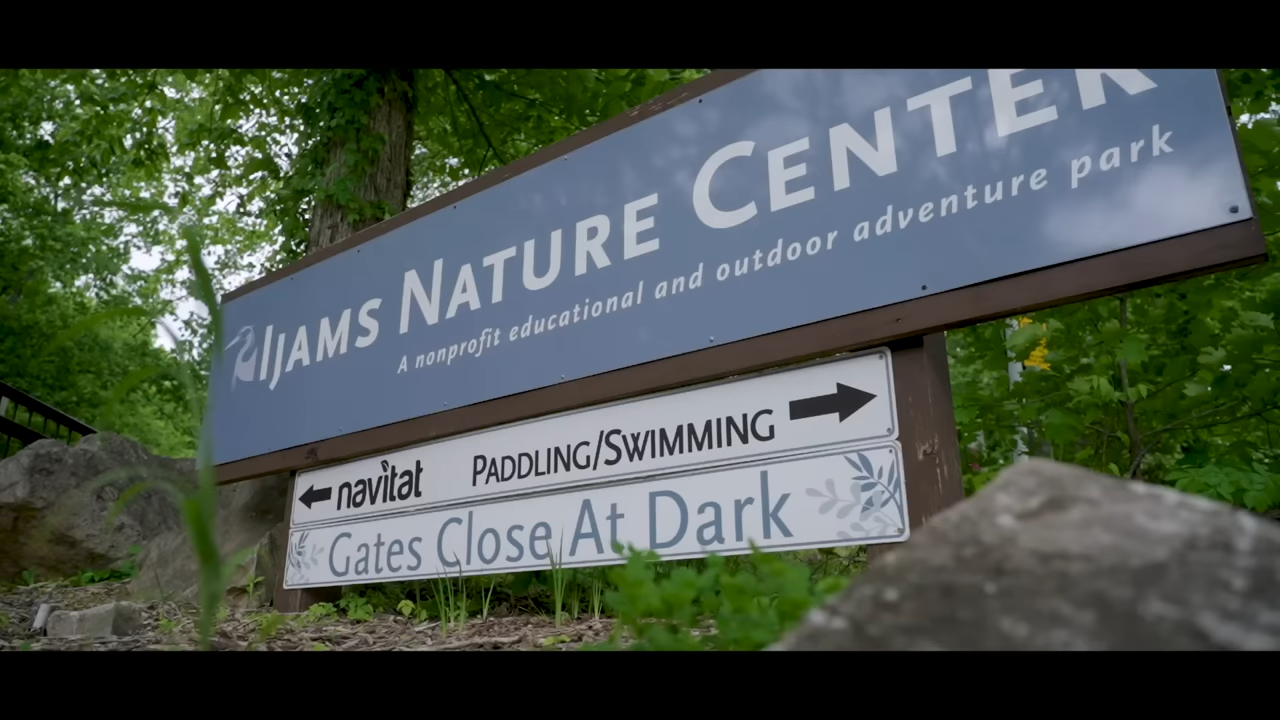 IJAMS NATURE CENTER
A nonprofit educational and outdoor adventure park
navitat PADDLING/SWIMMING
Gates Close At Dark